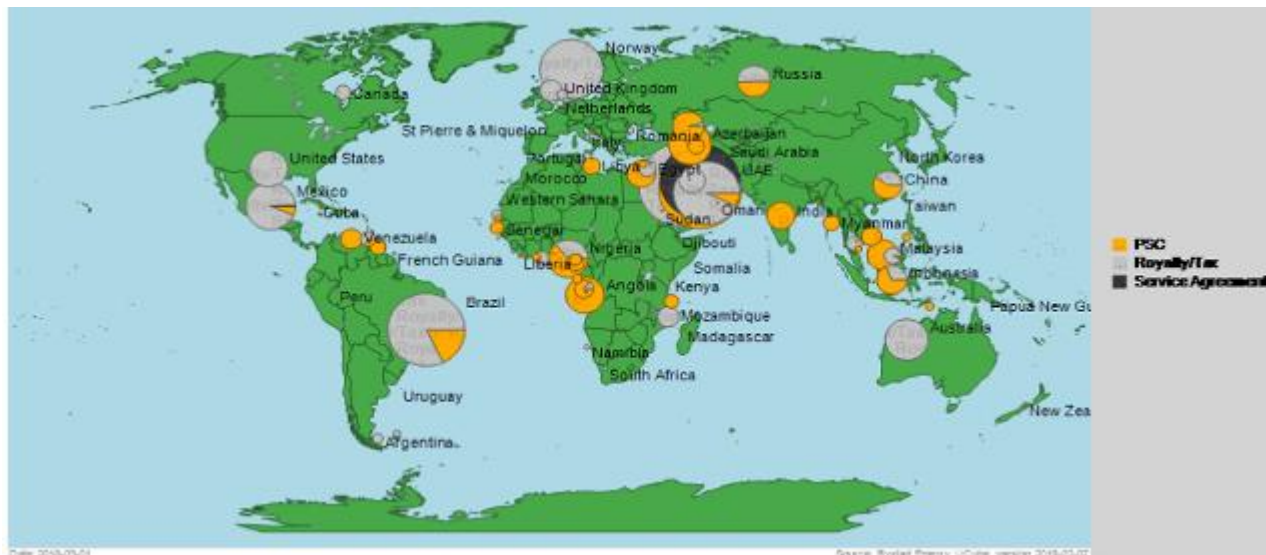 Norway
Russia
United Kingdom
Canada
Netherlands
St Pierre & Miquelon
Romania
Azerbaijan
Italy
Saudi Arabia
North Korea
United States
Portugal
Libya
Egypt
UAE
China
Morocco
Mexico
Western Sahara
Taiwan
Cuba
Sudan
Oman
India
Myanmar
Senegal
Venezuela
Djibouti
Nigeria
Malaysia
French Guiana
Liberia
Somalia
Indonesia
Angola
Kenya
Peru
Brazil
Papua New Gu
Mozambique
Australia
Madagascar
Namibia
South Africa
Uruguay
New Zea
Argentina
PSC
Royalty/Tax
Service Agreement